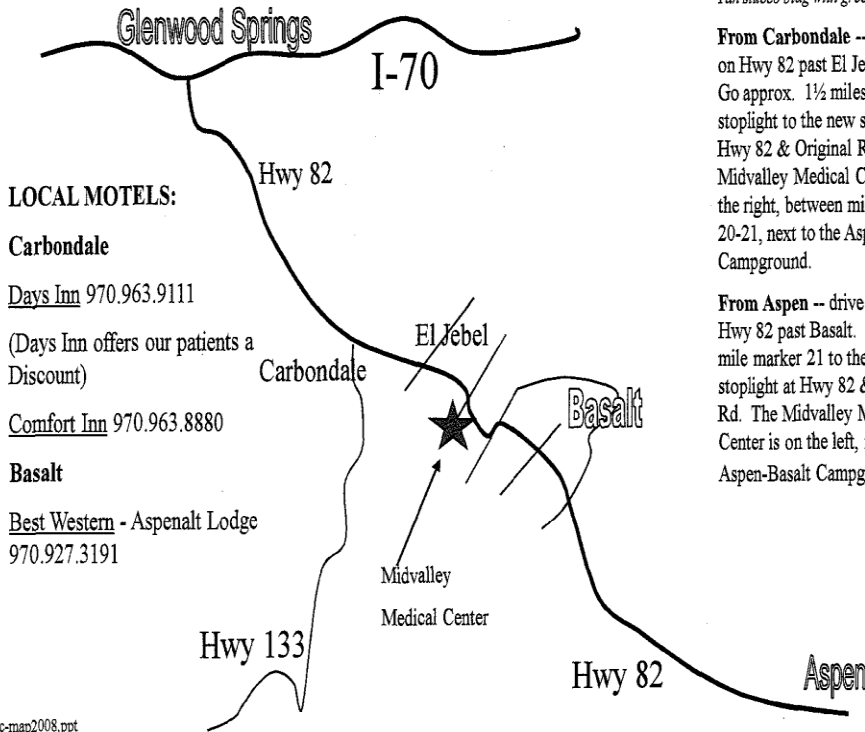 Glenwood Springs
I-70
Hwy 82
LOCAL MOTELS:
Carbondale
Days Inn 970.963.9111
(Days Inn offers our patients a
Discount)
Comfort Inn 970.963.8880
Basalt
Best Western - Aspenalt Lodge
970.927.3191
El Jebel
Carbondale
Basalt
Midvalley
Medical Center
Hwy 133
Hwy 82
Aspen
From Carbondale --
on Hwy 82 past El Je
Go approx. 1½ miles
stoplight to the new s
Hwy 82 & Original R
Midvalley Medical C
the right, between mi
20-21, next to the Asp
Campground.
From Aspen -- drive
Hwy 82 past Basalt.
mile marker 21 to the
stoplight at Hwy 82 &
Rd. The Midvalley M
Center is on the left,
Aspen-Basalt Campg
c-map2008.ppt